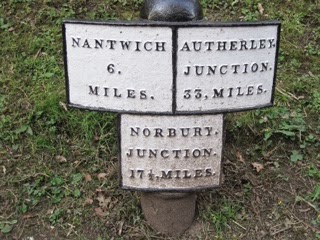 NANTWICH
6.
MILES.
AUTHERLEY.
JUNCTION.
33, MILES.
NORBURY.
JUNCTION.
17½, MILES.